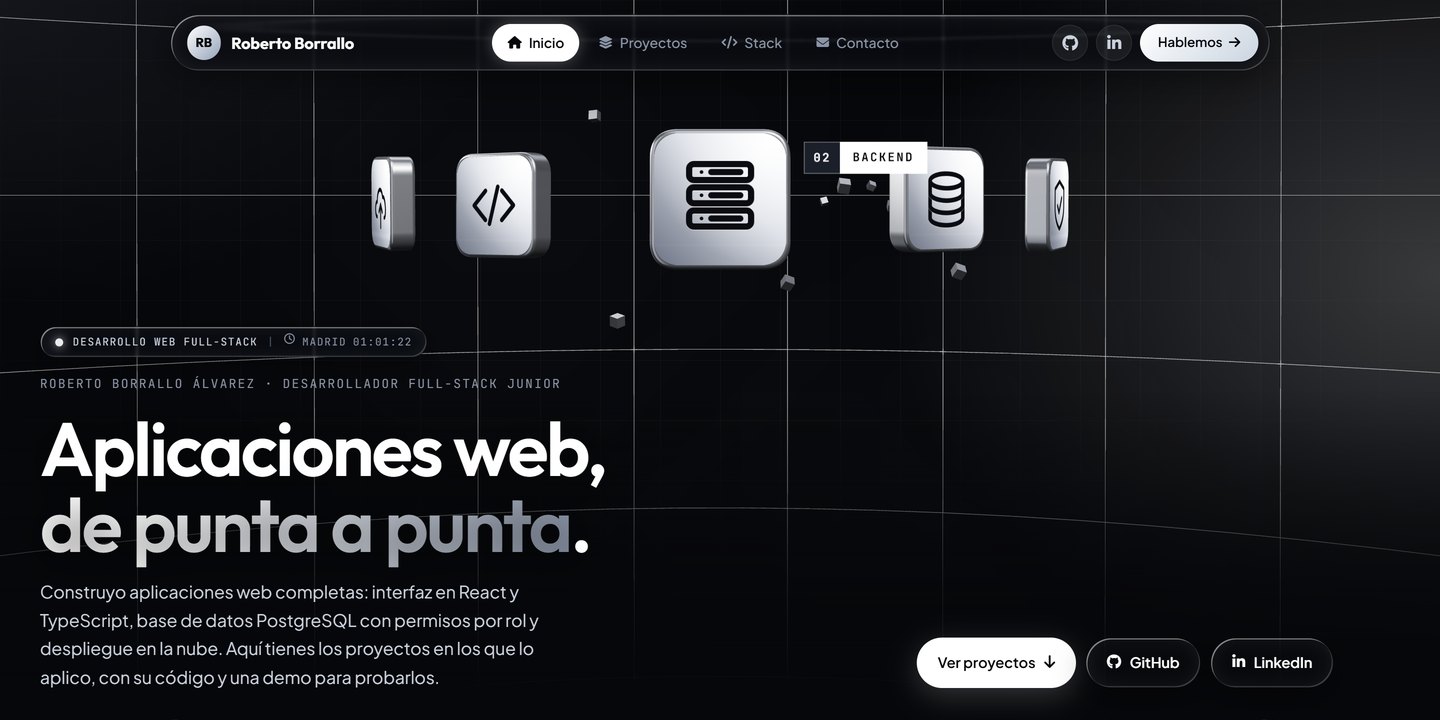 RB
Roberto Borrallo
Inicio
Proyectos
Stack
Contacto
Hablemos →
02 BACKEND
DESARROLLO WEB FULL-STACK | MADRID 01:01:22
ROBERTO BORRALLO ÁLVAREZ · DESARROLLADOR FULL-STACK JUNIOR
Aplicaciones web,
de punta a punta.
Construyo aplicaciones web completas: interfaz en React y
TypeScript, base de datos PostgreSQL con permisos por rol y
despliegue en la nube. Aquí tienes los proyectos en los que lo
aplico, con su código y una demo para probarlos.
Ver proyectos ↓
GitHub
LinkedIn